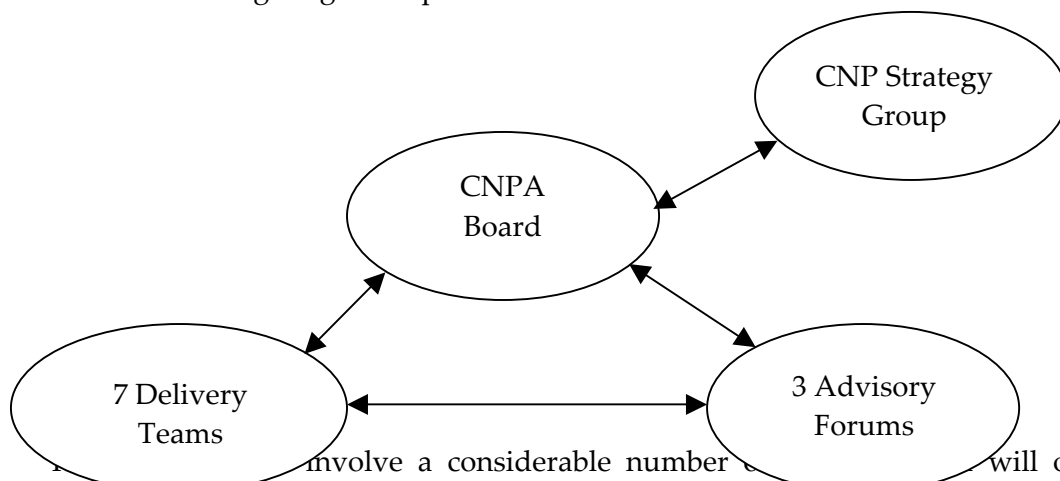 CNP Strategy
Group
CNPA
Board
7 Delivery
Teams
3 Advisory
Forums
involve a considerable number will